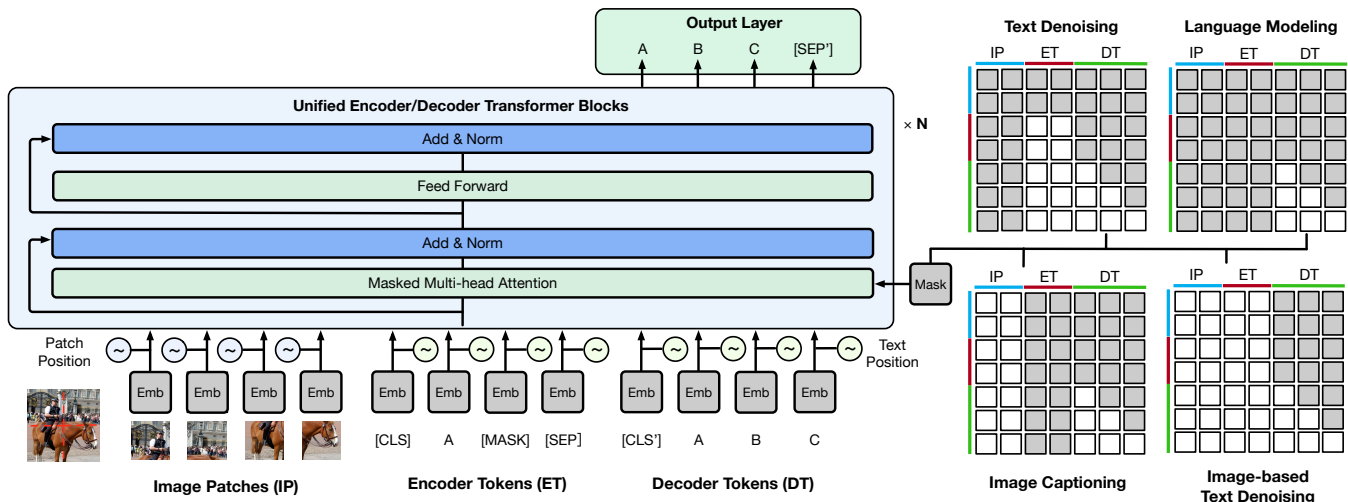 Output Layer
A B C [SEP']
Unified Encoder/Decoder Transformer Blocks
× N
Add & Norm
Feed Forward
Add & Norm
Masked Multi-head Attention
Mask
Patch
Position
~ ~ ~ ~ ~ ~ ~ ~ ~ ~ ~ ~
Text
Position
Emb Emb Emb Emb Emb Emb Emb Emb Emb Emb Emb Emb
[CLS] A [MASK] [SEP] [CLS'] A B C
Image Patches (IP)
Encoder Tokens (ET)
Decoder Tokens (DT)
Text Denoising
IP ET DT
Language Modeling
IP ET DT
IP ET DT
Image Captioning
IP ET DT
Image-based
Text Denoising